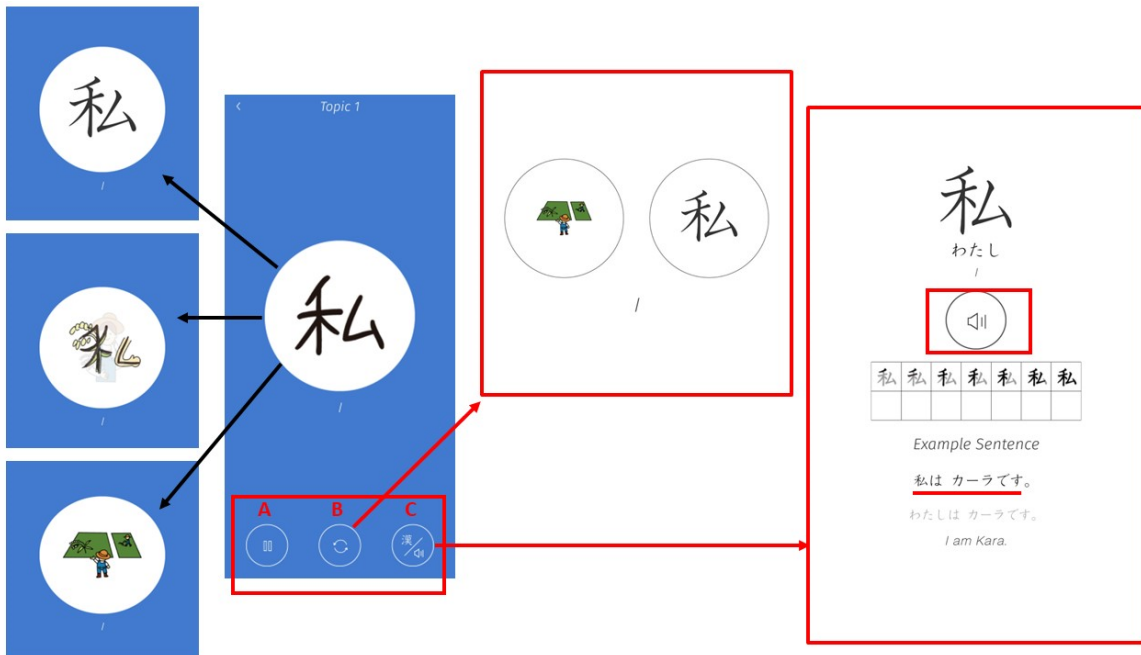 私
I
私
I
I
Topic 1
私
I
A B C
漢
私
I
私
わたし
I
私 私 私 私 私 私 私
Example Sentence
私は カーラです。
わたしは カーラです。
I am Kara.